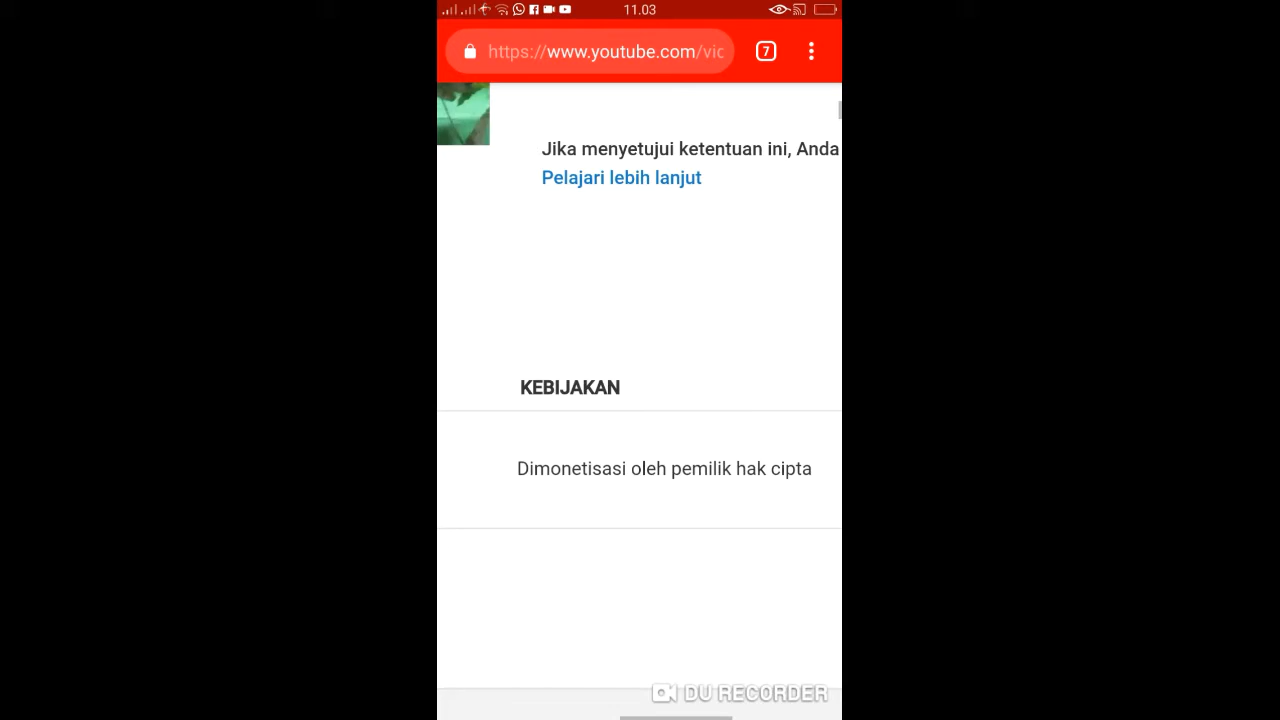 11.03
https://www.youtube.com/vic
7
Jika menyetujui ketentuan ini, Anda
Pelajari lebih lanjut
KEBIJAKAN
Dimonetisasi oleh pemilik hak cipta
DU RECORDER